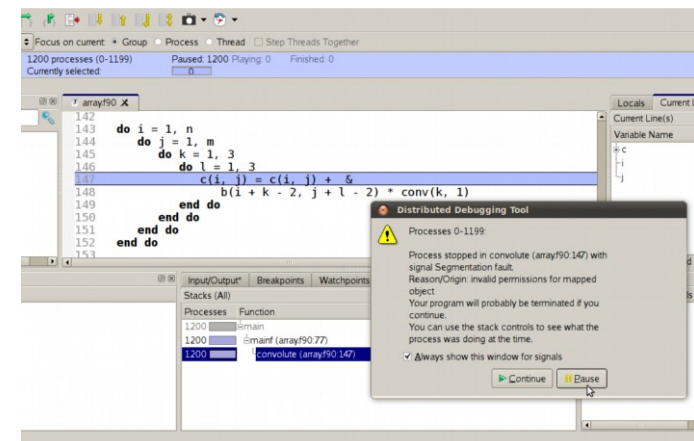 Focus on current: Group Process Thread Step Threads Together
1200 processes (0-1199) Paused: 1200 Playing: 0 Finished: 0
Currently selected: 0
array.f90 X
Locals Current L
Current Line(s)
Variable Name
c
i
j
142
143 do i = 1, n
144 do j = 1, m
145 do k = 1, 3
146 do l = 1, 3
147 c(i, j) = c(i, j) + &
148 b(i + k - 2, j + l - 2) * conv(k, 1)
149 end do
150 end do
151 end do
152 end do
153
Distributed Debugging Tool
Processes 0-1199:
Process stopped in convolute (array.f90:147) with
signal Segmentation fault.
Reason/Origin: invalid permissions for mapped
object
Your program will probably be terminated if you
continue.
You can use the stack controls to see what the
process was doing at the time.
Always show this window for signals
Continue Pause
Input/Output* Breakpoints Watchpoints
Stacks (All)
Processes Function
1200 main
1200 mainf (array.f90:77)
1200 convolute (array.f90:147)